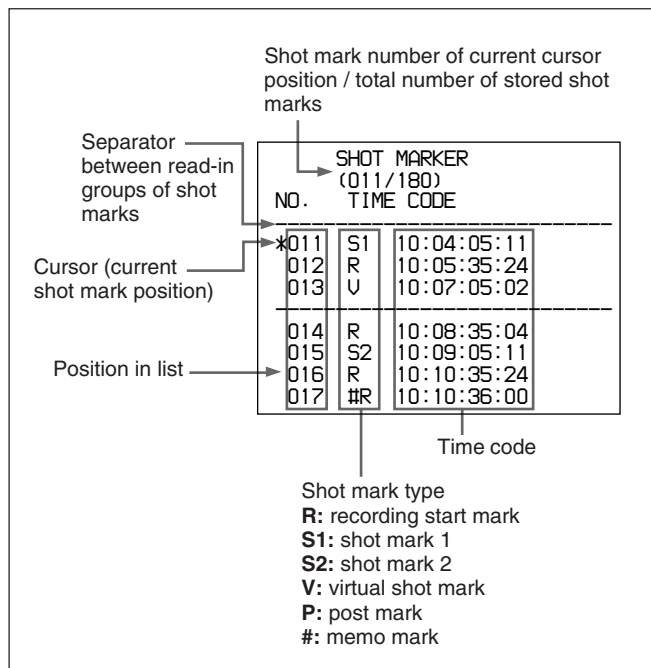 Shot mark number of current cursor
position / total number of stored shot
marks
Separator
between read-in
groups of shot
marks
Cursor (current
shot mark position)
Position in list
SHOT MARKER
(011/180)
NO. TIME CODE
--------------------------------
*011 S1 10:04:05:11
012 R 10:05:35:24
013 V 10:07:05:02
--------------------------------
014 R 10:08:35:04
015 S2 10:09:05:11
016 R 10:10:35:24
017 #R 10:10:36:00
Time code
Shot mark type
R: recording start mark
S1: shot mark 1
S2: shot mark 2
V: virtual shot mark
P: post mark
#: memo mark